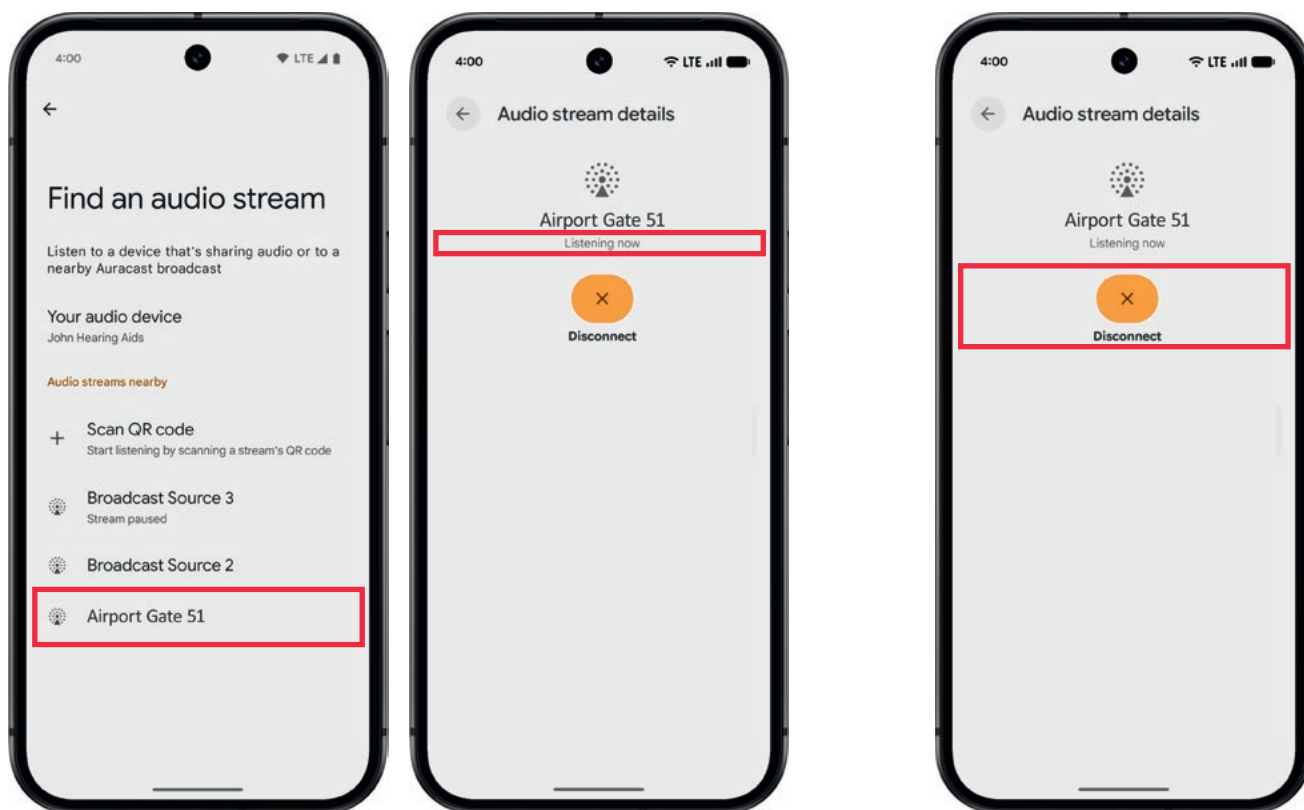 4:00
LTE
Find an audio stream
Listen to a device that's sharing audio or to a
nearby Auracast broadcast
Your audio device
John Hearing Aids
Audio streams nearby
Scan QR code
Start listening by scanning a stream's QR code
Broadcast Source 3
Stream paused
Broadcast Source 2
Airport Gate 51
4:00
LTE
Audio stream details
Airport Gate 51
Listening now
Disconnect
4:00
LTE
Audio stream details
Airport Gate 51
Listening now
Disconnect